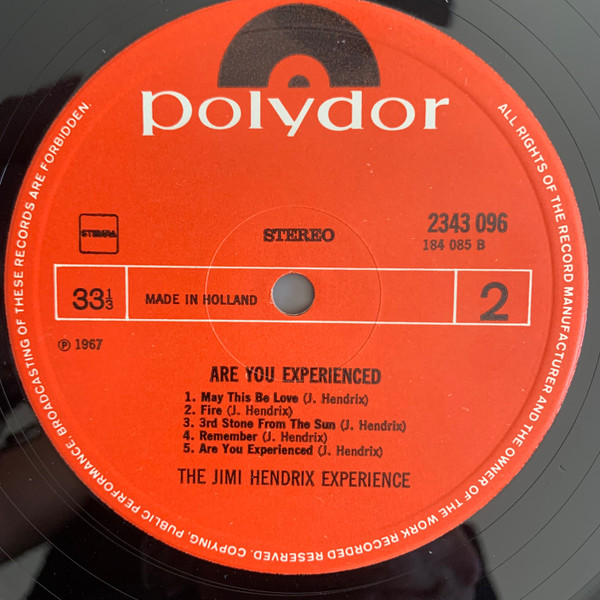 polydor
STEMRA
STEREO
2343 096
184 085 B
33⅓
MADE IN HOLLAND
2
℗ 1967
ARE YOU EXPERIENCED
1. May This Be Love (J. Hendrix)
2. Fire (J. Hendrix)
3. 3rd Stone From The Sun (J. Hendrix)
4. Remember (J. Hendrix)
5. Are You Experienced (J. Hendrix)
THE JIMI HENDRIX EXPERIENCE
ALL RIGHTS OF THE RECORD MANUFACTURER AND THE OWNER OF THE WORK RECORDED RESERVED. COPYING, PUBLIC PERFORMANCE, BROADCASTING OF THESE RECORDS ARE FORBIDDEN.